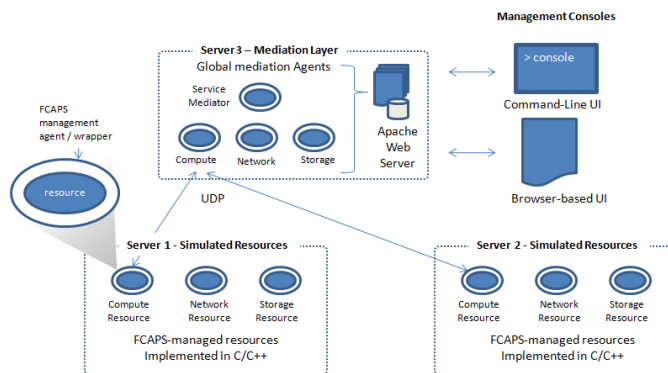 Management Consoles
Server 3 – Mediation Layer
Global mediation Agents
> console
Service
Mediator
Command-Line UI
FCAPS
management
agent / wrapper
Apache
Web
Server
Compute
Network
Storage
resource
UDP
Browser-based UI
Server 1 - Simulated Resources
Compute
Resource
Network
Resource
Storage
Resource
FCAPS-managed resources
Implemented in C/C++
Server 2 - Simulated Resources
Compute
Resource
Network
Resource
Storage
Resource
FCAPS-managed resources
Implemented in C/C++